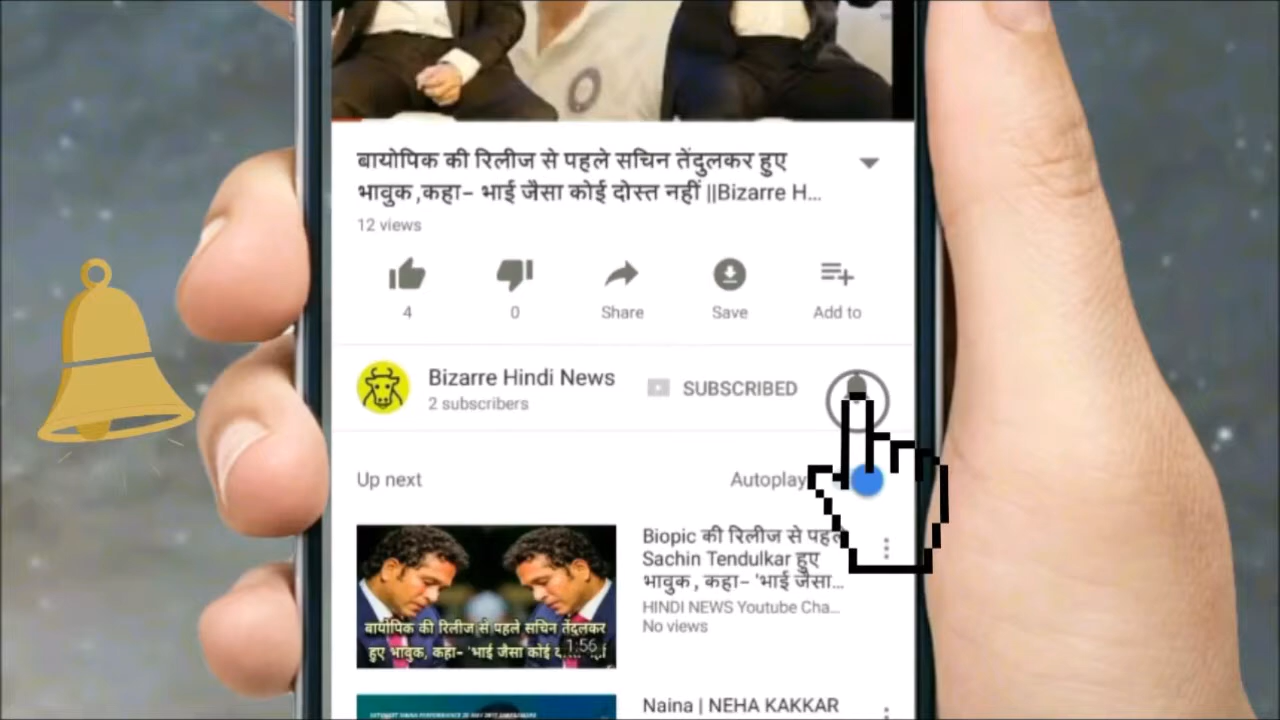 बायोपिक की रिलीज से पहले सचिन तेंदुलकर हुए
भावुक,कहा– भाई जैसा कोई दोस्त नहीं ||Bizarre H...
12 views
4
0
Share
Save
Add to
Bizarre Hindi News
SUBSCRIBED
2 subscribers
Up next
Autoplay
Biopic की रिलीज से पहले
Sachin Tendulkar हुए
भावुक, कहा– 'भाई जैसा...
HINDI NEWS Youtube Cha...
No views
बायोपिक की रिलीज से पहले सचिन तेंदुलकर
हुए भावुक, कहा– 'भाई जैसा कोई
1:56
Naina | NEHA KAKKAR